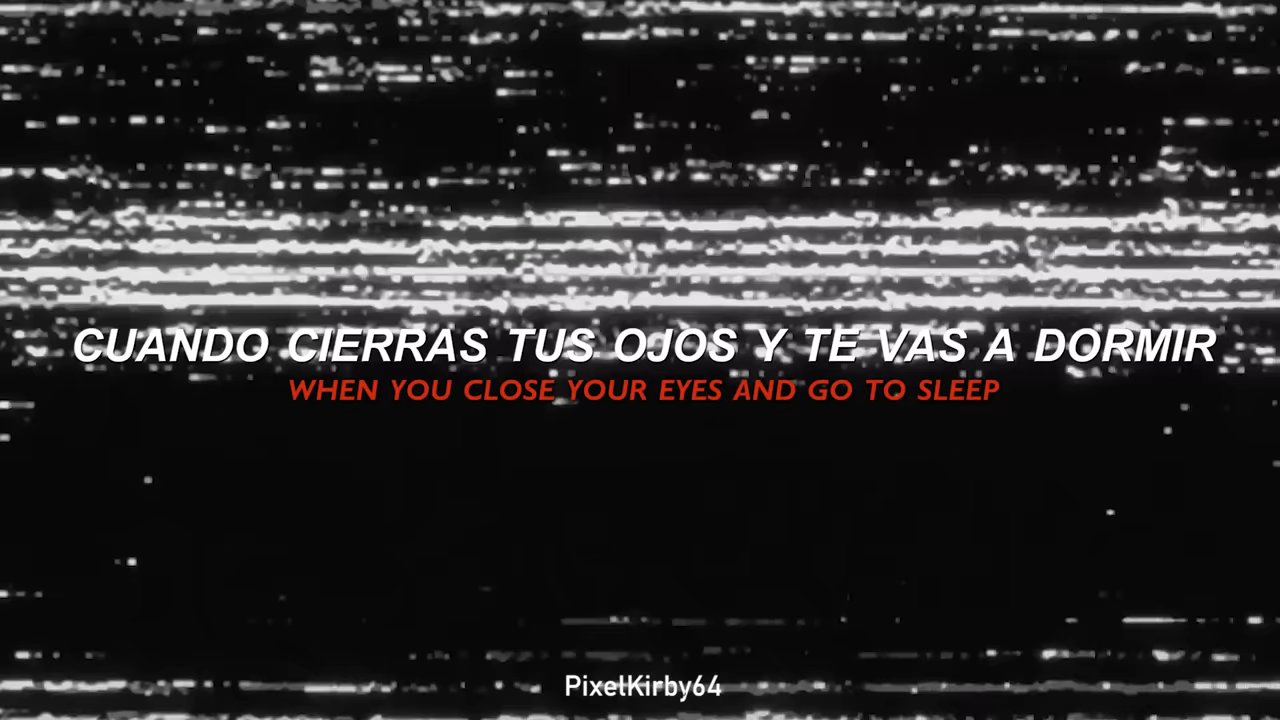 CUANDO CIERRAS TUS OJOS Y TE VAS A DORMIR
WHEN YOU CLOSE YOUR EYES AND GO TO SLEEP
PixelKirby64